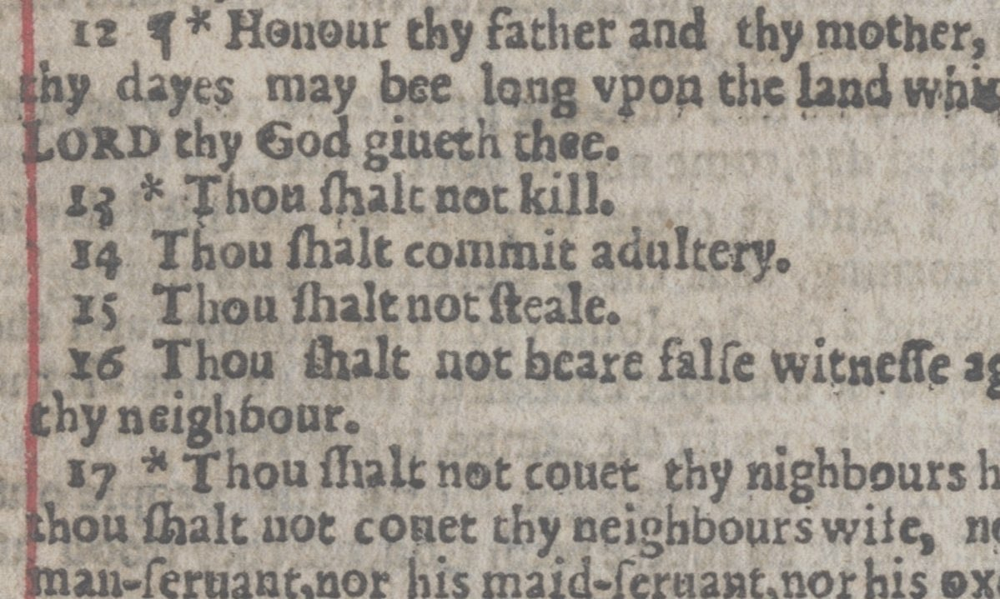 12 ¶ * Honour thy father and thy mother,
thy dayes may bee long vpon the land
LORD thy God giueth thee.
13 * Thou ſhalt not kill.
14 Thou ſhalt commit adultery.
15 Thou ſhalt not ſteale.
16 Thou ſhalt not beare falſe witneſſe
thy neighbour.
17 * Thou ſhalt not couet thy nighbours
thou ſhalt not couet thy neighbours wife,
man-ſeruant,nor his maid-ſeruant,nor his ox